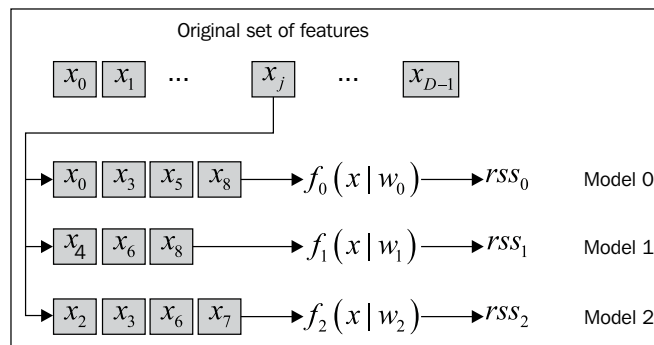 Original set of features
x₀ x₁ ... xⱼ ... x_{D−1}
x₀ x₃ x₅ x₈ f₀(x | w₀) rss₀ Model 0
x₄ x₆ x₈ f₁(x | w₁) rss₁ Model 1
x₂ x₃ x₆ x₇ f₂(x | w₂) rss₂ Model 2